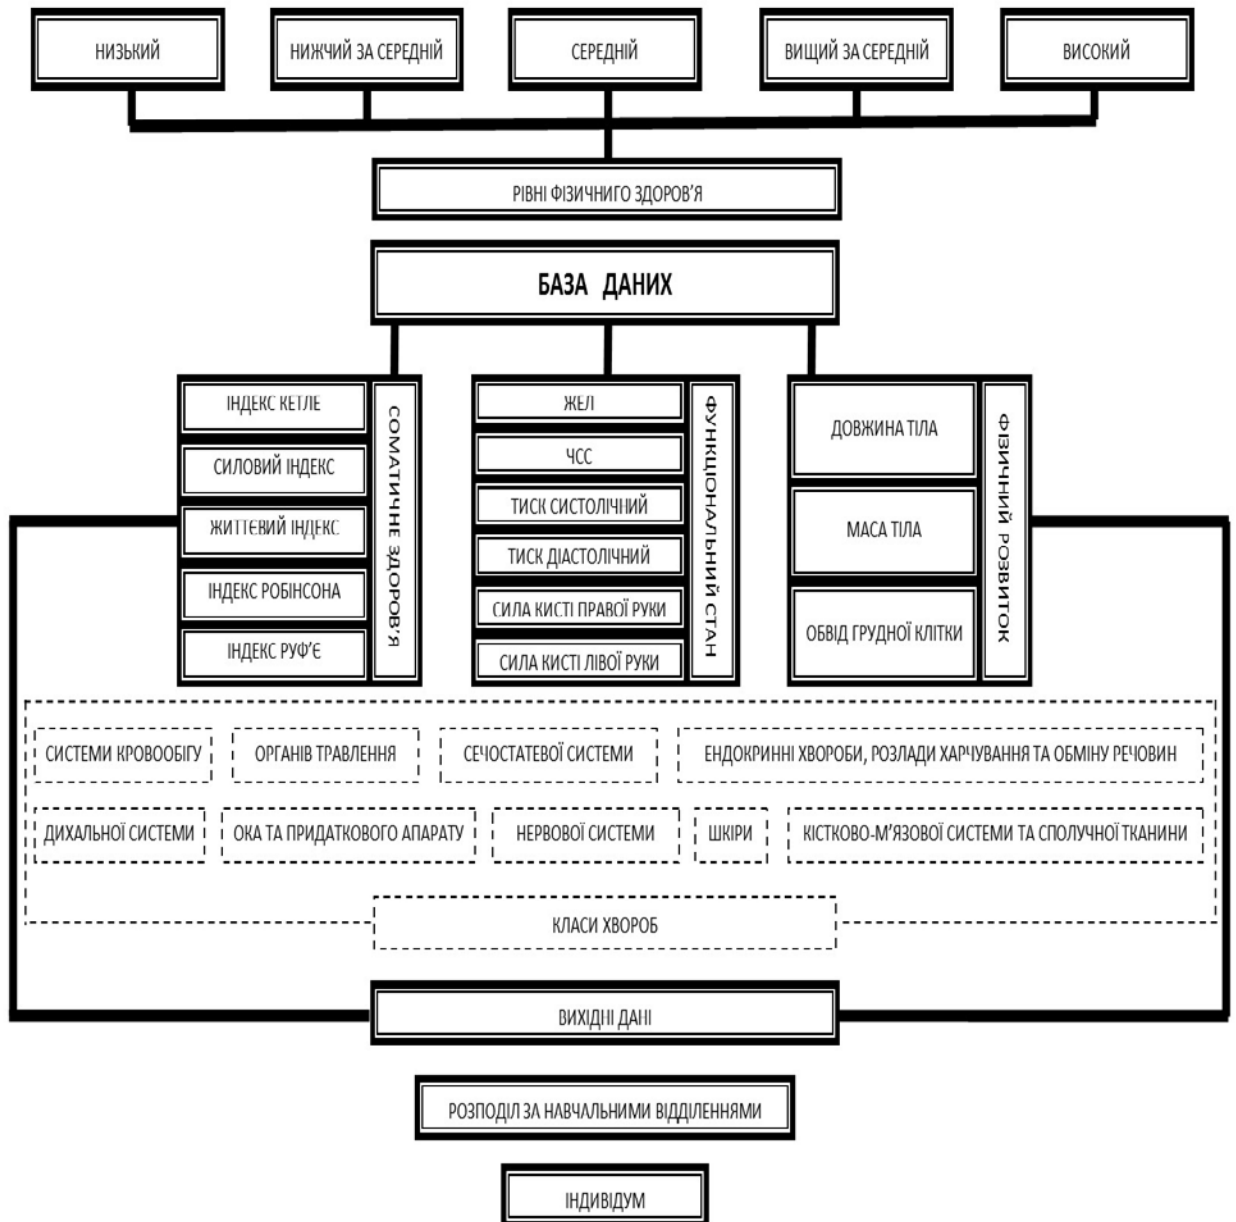 НИЗЬКИЙ
НИЖЧИЙ ЗА СЕРЕДНІЙ
СЕРЕДНІЙ
ВИЩИЙ ЗА СЕРЕДНІЙ
ВИСОКИЙ
РІВНІ ФІЗИЧНИГО ЗДОРОВ'Я
БАЗА ДАНИХ
ІНДЕКС КЕТЛЕ
СИЛОВИЙ ІНДЕКС
ЖИТТЄВИЙ ІНДЕКС
ІНДЕКС РОБІНСОНА
ІНДЕКС РУФ'Є
СОМАТИЧНЕ ЗДОРОВ'Я
ЖЕЛ
ЧСС
ТИСК СИСТОЛІЧНИЙ
ТИСК ДІАСТОЛІЧНИЙ
СИЛА КИСТІ ПРАВОЇ РУКИ
СИЛА КИСТІ ЛІВОЇ РУКИ
ФУНКЦІОНАЛЬНИЙ СТАН
ДОВЖИНА ТІЛА
МАСА ТІЛА
ОБВІД ГРУДНОЇ КЛІТКИ
ФІЗИЧНИЙ РОЗВИТОК
СИСТЕМИ КРОВООБІГУ
ОРГАНІВ ТРАВЛЕННЯ
СЕЧОСТАТЕВОЇ СИСТЕМИ
ЕНДОКРИННІ ХВОРОБИ, РОЗЛАДИ ХАРЧУВАННЯ ТА ОБМІНУ РЕЧОВИН
ДИХАЛЬНОЇ СИСТЕМИ
ОКА ТА ПРИДАТКОВОГО АПАРАТУ
НЕРВОВОЇ СИСТЕМИ
ШКІРИ
КІСТКОВО-М'ЯЗОВОЇ СИСТЕМИ ТА СПОЛУЧНОЇ ТКАНИНИ
КЛАСИ ХВОРОБ
ВИХІДНІ ДАНІ
РОЗПОДІЛ ЗА НАВЧАЛЬНИМИ ВІДДІЛЕННЯМИ
ІНДИВІДУМ